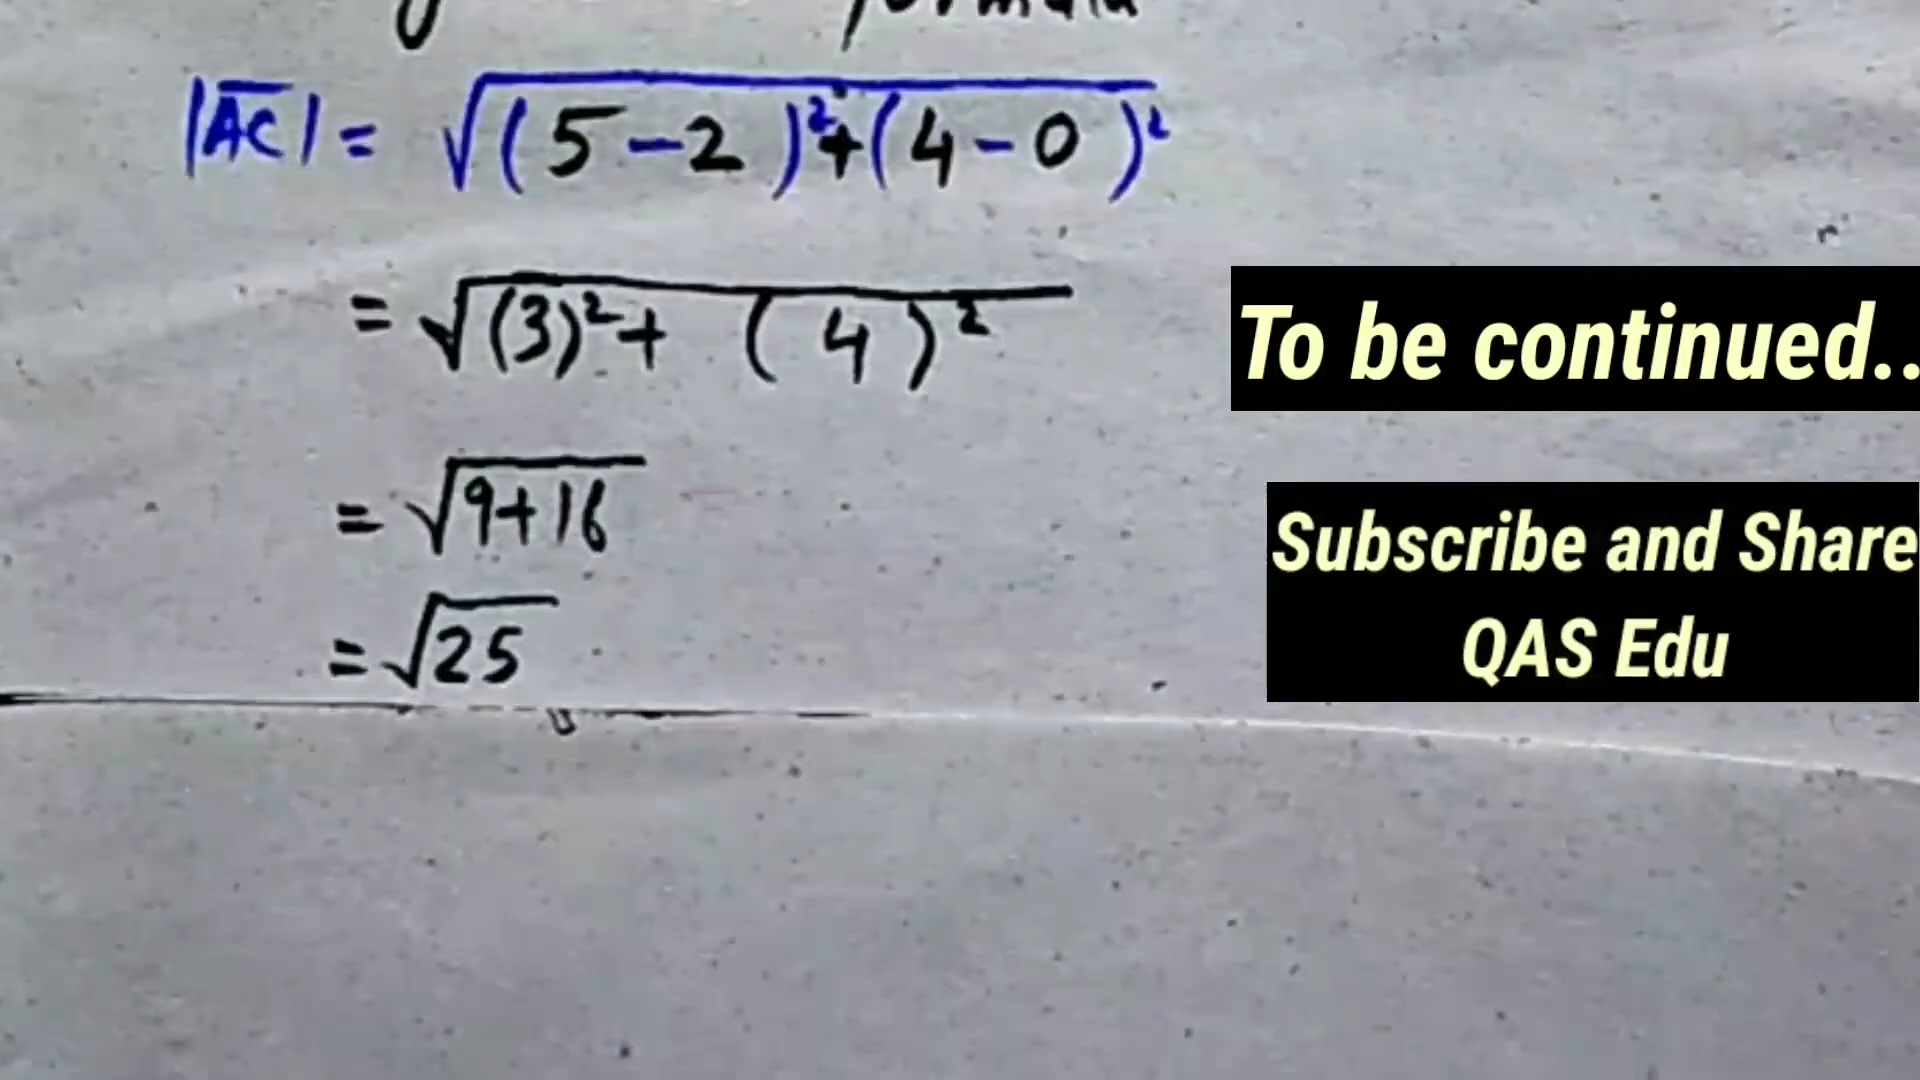 |AC| = √(5-2)²+(4-0)²
= √(3)²+ (4)²
To be continued..
= √9+16
Subscribe and Share
QAS Edu
= √25